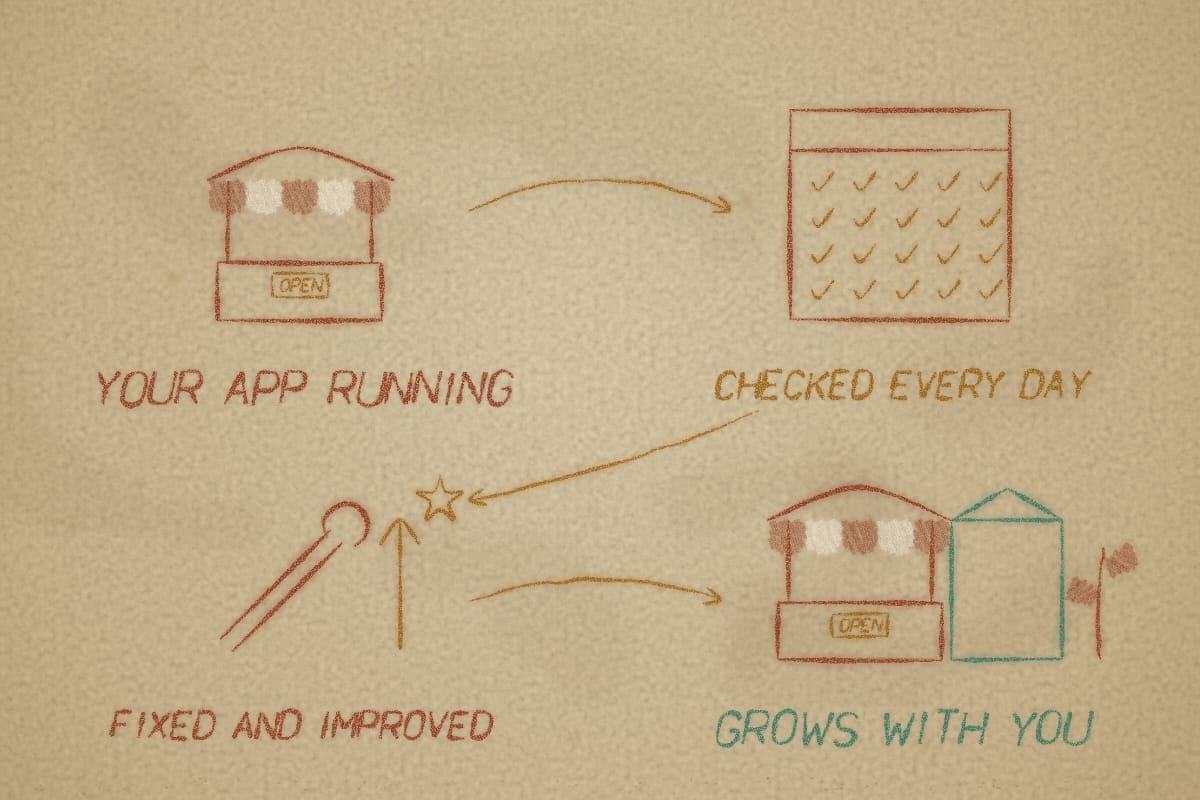 OPEN
YOUR APP RUNNING
CHECKED EVERY DAY
OPEN
FIXED AND IMPROVED
GROWS WITH YOU